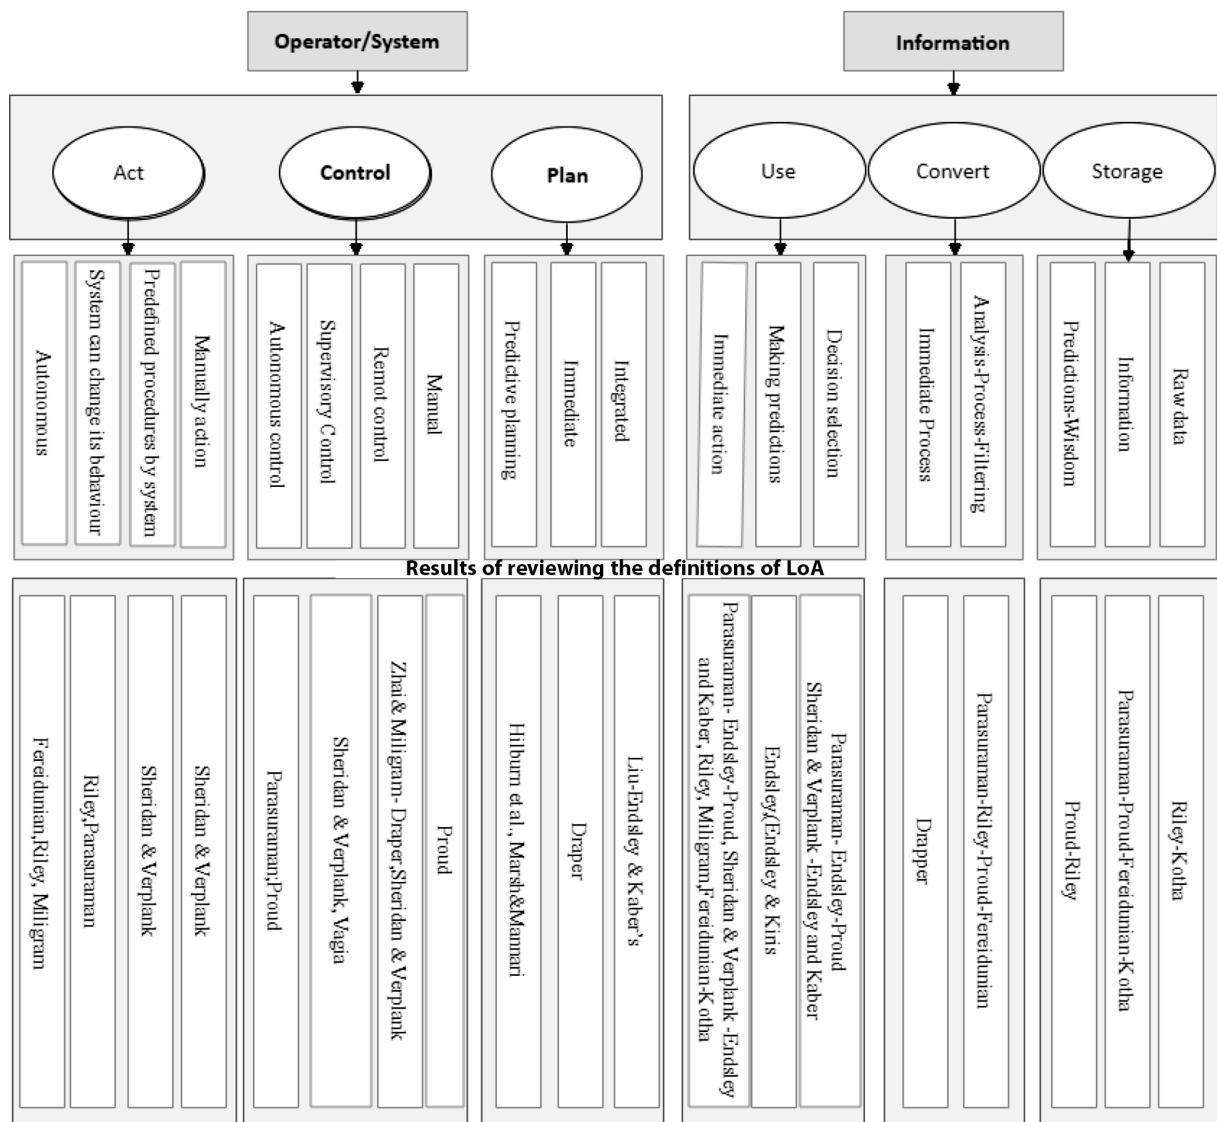 Operator/System
Information
Act
Control
Plan
Use
Convert
Storage
Autonomous
System can change its behaviour
Predefined procedures by system
Manually action
Autonomous control
Supervisory Control
Remot control
Manual
Predictive planning
Immediate
Integrated
Immediate action
Making predictions
Decision selection
Immediate Process
Analysis-Process-Filtering
Predictions-Wisdom
Information
Raw data
Results of reviewing the definitions of LoA
Fereidunian,Riley, Miligram
Riley,Parasuraman
Sheridan & Verplank
Sheridan & Verplank
Parasuraman;Proud
Sheridan & Verplank, Vagia
Zhai & Miligram- Draper,Sheridan & Verplank
Proud
Hilburn et al., Marsh&Mannari
Draper
Liu-Endsley & Kaber's
Parasuraman- Endsley-Proud, Sheridan & Verplank -Endsley
and Kaber, Riley, Miligram,Fereidunian-Kotha
Endsley,(Endsley & Kiris
Parasuraman- Endsley-Proud
Sheridan & Verplank -Endsley and Kaber
Drapper
Parasuraman-Riley-Proud-Fereidunian
Proud-Riley
Parasuraman-Proud-Fereidunian-Kotha
Riley-Kotha